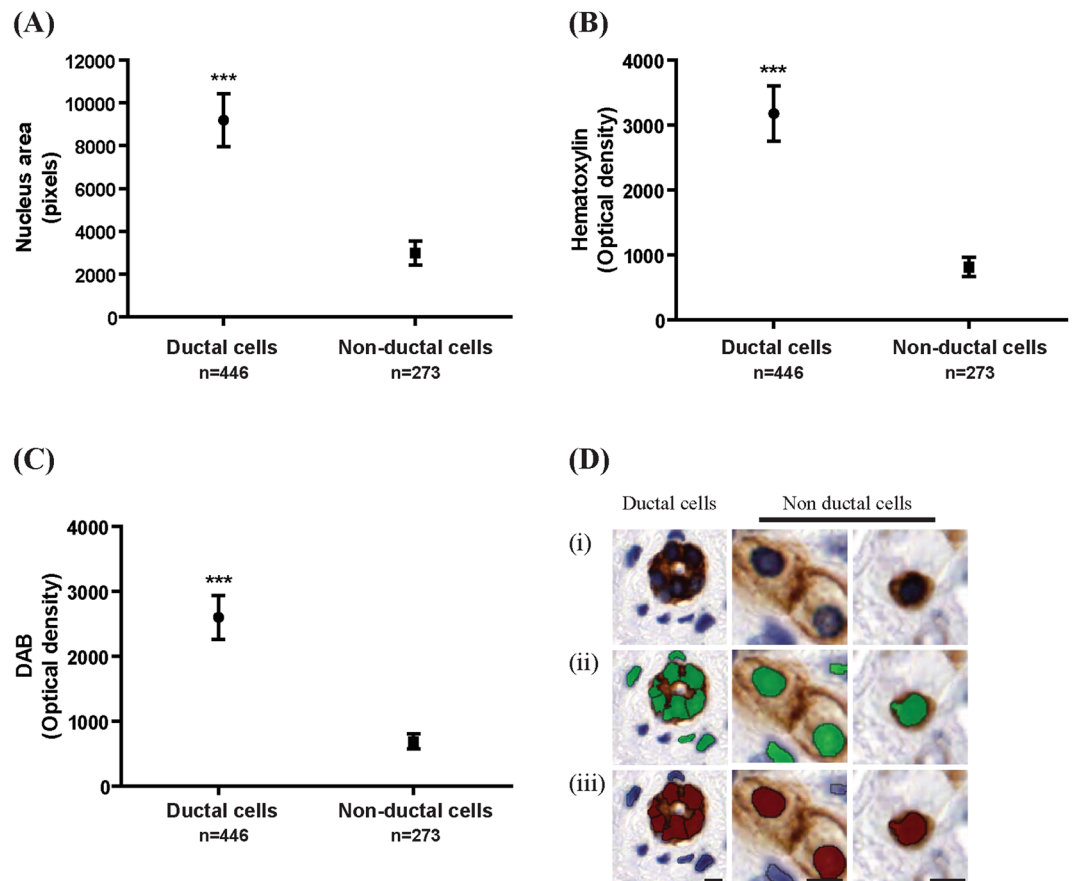 (A)
12000
10000
8000
6000
4000
2000
0
Nucleus area
(pixels)
***
Ductal cells
n=446
Non-ductal cells
n=273
(B)
4000
3000
2000
1000
0
Hematoxylin
(Optical density)
***
Ductal cells
n=446
Non-ductal cells
n=273
(C)
4000
3000
2000
1000
0
DAB
(Optical density)
***
Ductal cells
n=446
Non-ductal cells
n=273
(D)
Ductal cells
Non ductal cells
(i)
(ii)
(iii)